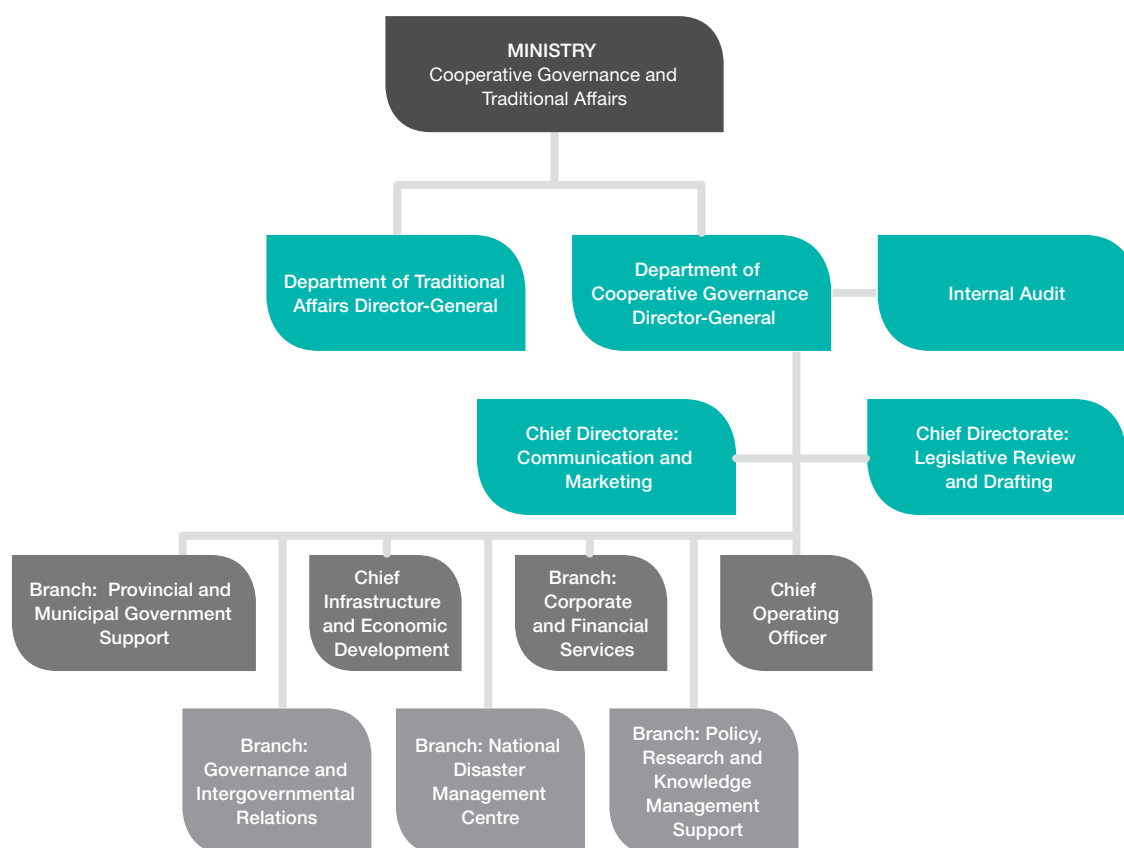 MINISTRY
Cooperative Governance and
Traditional Affairs
Department of Traditional
Affairs Director-General
Department of
Cooperative Governance
Director-General
Internal Audit
Chief Directorate:
Communication and
Marketing
Chief Directorate:
Legislative Review
and Drafting
Branch:  Provincial and
Municipal Government
Support
Chief
Infrastructure
and Economic
Development
Branch:
Corporate
and Financial
Services
Chief
Operating
Officer
Branch:
Governance and
Intergovernmental
Relations
Branch: National
Disaster
Management
Centre
Branch: Policy,
Research and
Knowledge
Management
Support